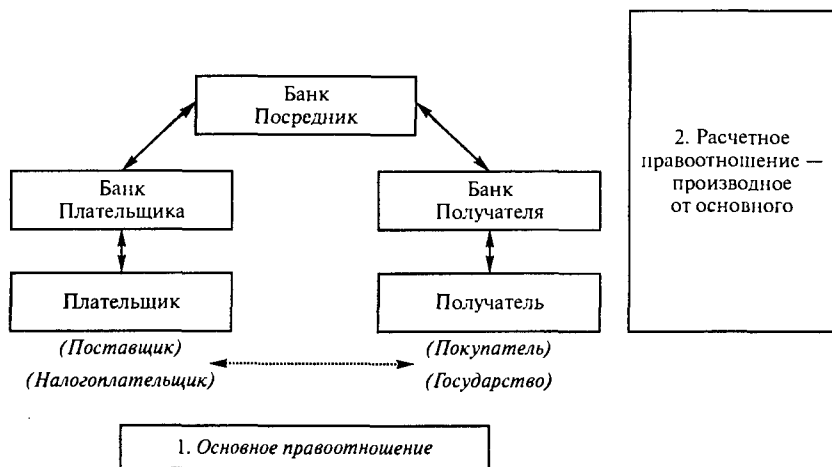 Банк
Посредник
2. Расчетное
правоотношение —
производное
от основного
Банк
Плательщика
Банк
Получателя
Плательщик
Получатель
(Поставщик)
(Покупатель)
(Налогоплательщик)
(Государство)
1. Основное правоотношение